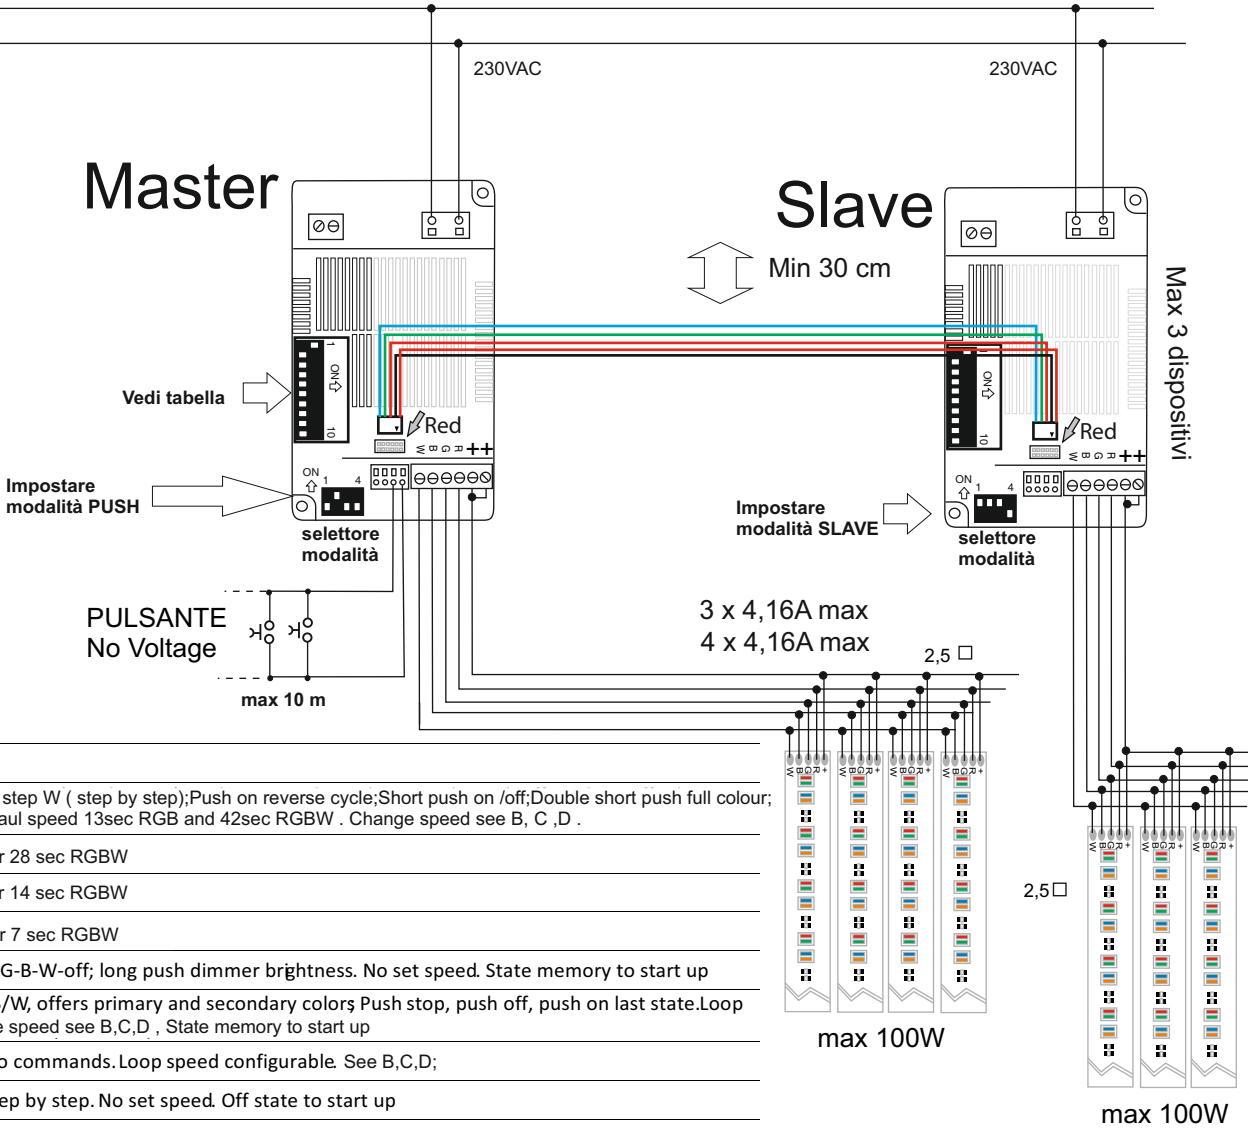 230VAC
230VAC
Master
Slave
Min 30 cm
Max 3 dispositivi
1
ON
10
1
ON
10
Vedi tabella
Red
W B G R ++
Red
W B G R ++
Impostare
modalità PUSH
ON
1 4
selettore
modalità
Impostare
modalità SLAVE
ON
1 4
selettore
modalità
PULSANTE
No Voltage
max 10 m
3 x 4,16A max
4 x 4,16A max
2,5
W B G R +
W B G R +
W B G R +
W B G R +
step W ( step by step);Push on reverse cycle;Short push on /off;Double short push full colour;
aul speed 13sec RGB and 42sec RGBW . Change speed see B, C ,D .
r 28 sec RGBW
r 14 sec RGBW
r 7 sec RGBW
G-B-W-off; long push dimmer brightness. No set speed. State memory to start up
/W, offers primary and secondary colors; Push stop, push off, push on last state.Loop
e speed see B,C,D , State memory to start up
o commands. Loop speed configurable. See B,C,D;
ep by step. No set speed. Off state to start up
max 100W
2,5
W B G R +
W B G R +
W B G R +
max 100W